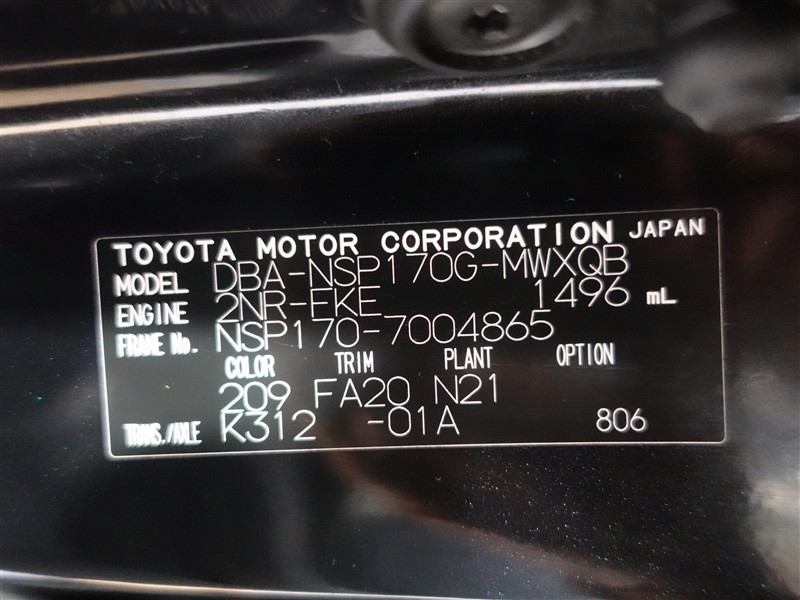 TOYOTA MOTOR CORPORATION JAPAN
MODEL DBA-NSP170G-MWXQB
ENGINE 2NR-FKE 1496 mL
FRAME No. NSP170-7004865
COLOR TRIM PLANT OPTION
209 FA20 N21
TRANS./AXLE K312 -01A 806